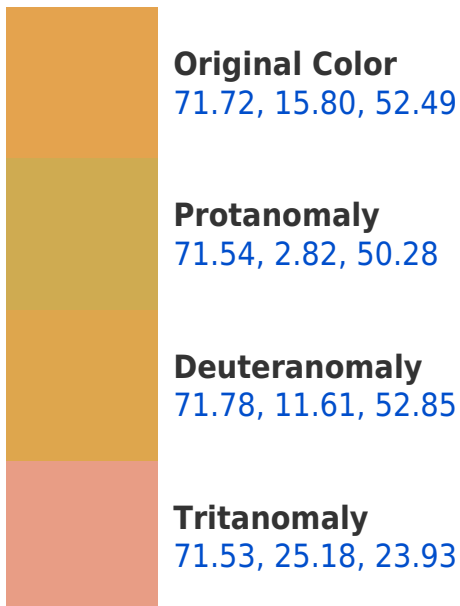 Original Color
71.72, 15.80, 52.49
Protanomaly
71.54, 2.82, 50.28
Deuteranomaly
71.78, 11.61, 52.85
Tritanomaly
71.53, 25.18, 23.93